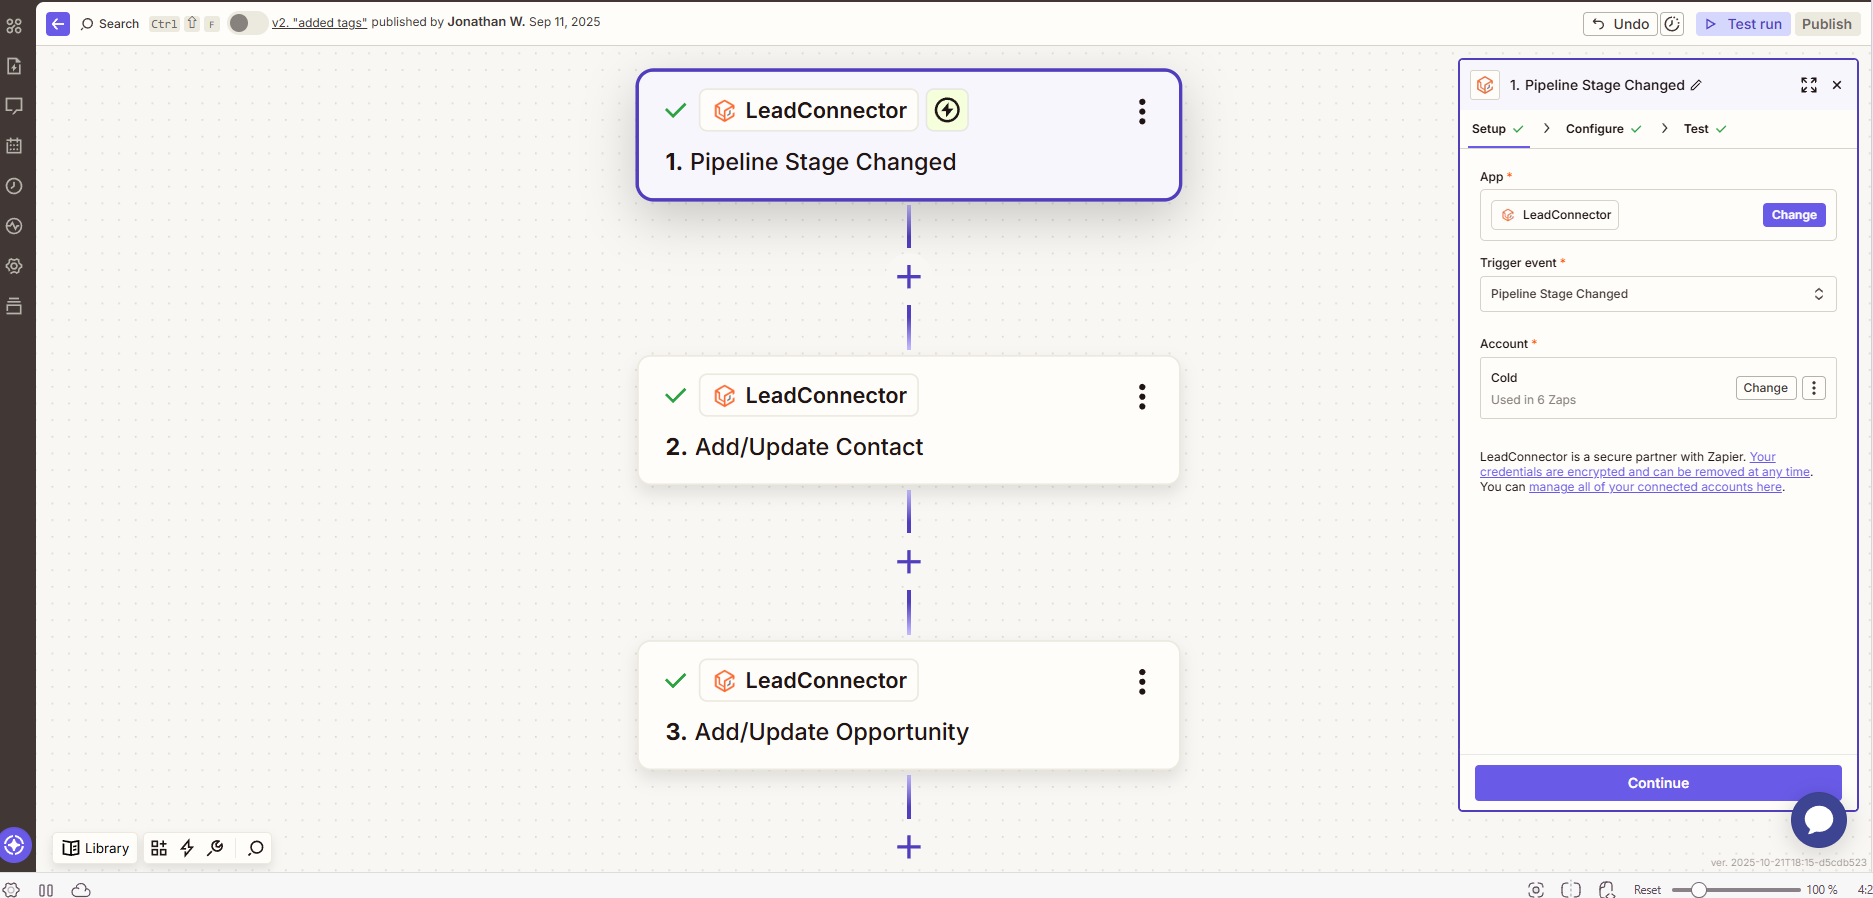 Search Ctrl ⇧ F v2. "added tags" published by Jonathan W. Sep 11, 2025
Undo Test run Publish
LeadConnector
1. Pipeline Stage Changed
LeadConnector
2. Add/Update Contact
LeadConnector
3. Add/Update Opportunity
1. Pipeline Stage Changed
Setup Configure Test
App *
LeadConnector Change
Trigger event *
Pipeline Stage Changed
Account *
Cold
Used in 6 Zaps
Change
LeadConnector is a secure partner with Zapier. Your
credentials are encrypted and can be removed at any time.
You can manage all of your connected accounts here.
Continue
Library
ver. 2025-10-21T18:15-d5cdb523
Reset 100 % 4:2